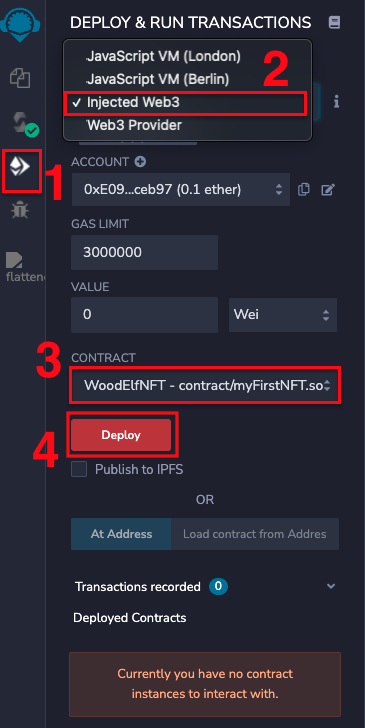 DEPLOY & RUN TRANSACTIONS
JavaScript VM (London)
2
JavaScript VM (Berlin)
✓ Injected Web3
Web3 Provider
1
ACCOUNT
0xE09...ceb97 (0.1 ether)
GAS LIMIT
3000000
VALUE
0
Wei
flattene
3
CONTRACT
WoodElfNFT - contract/myFirstNFT.so
4
Deploy
Publish to IPFS
OR
At Address
Load contract from Addres
Transactions recorded 0
Deployed Contracts
Currently you have no contract
instances to interact with.